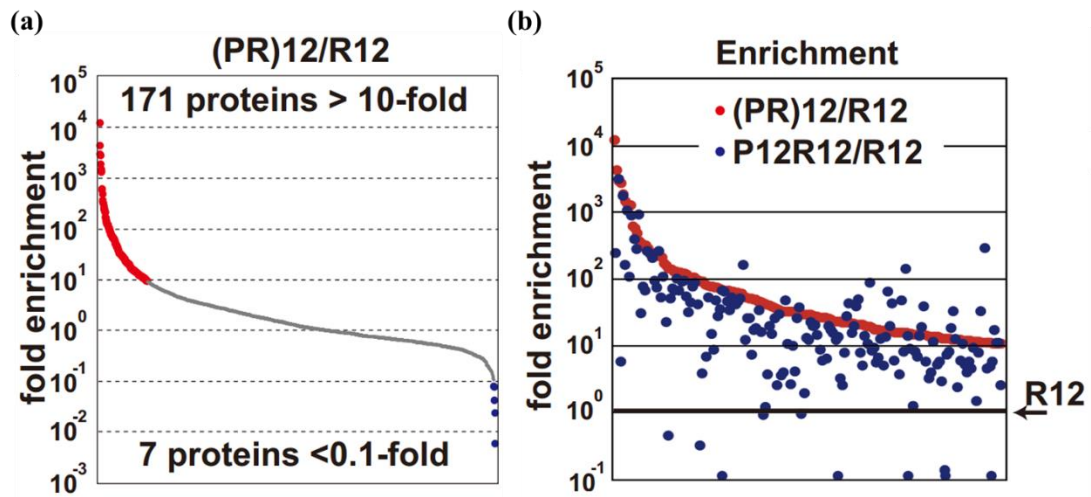 (a)
(PR)12/R12
fold enrichment
10^5
10^4
10^3
10^2
10^1
10^0
10^-1
10^-2
10^-3
171 proteins > 10-fold
7 proteins <0.1-fold
(b)
Enrichment
fold enrichment
10^5
10^4
10^3
10^2
10^1
10^0
10^-1
(PR)12/R12
P12R12/R12
R12